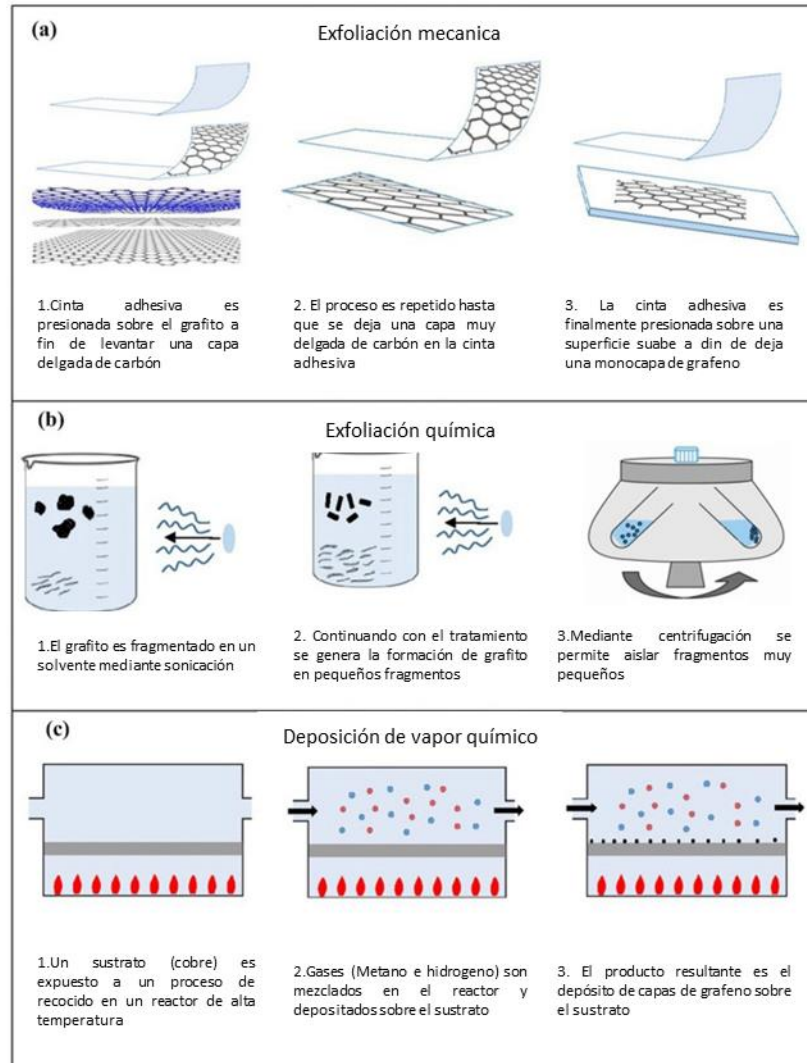 (a)
Exfoliación mecanica
1.Cinta adhesiva es
presionada sobre el grafito a
fin de levantar una capa
delgada de carbón
2. El proceso es repetido hasta
que se deja una capa muy
delgada de carbón en la cinta
adhesiva
3. La cinta adhesiva es
finalmente presionada sobre una
superficie suabe a din de deja
una monocapa de grafeno
(b)
Exfoliación química
1.El grafito es fragmentado en un
solvente mediante sonicación
2. Continuando con el tratamiento
se genera la formación de grafito
en pequeños fragmentos
3.Mediante centrifugación se
permite aislar fragmentos muy
pequeños
(c)
Deposición de vapor químico
1.Un sustrato (cobre) es
expuesto a un proceso de
recocido en un reactor de alta
temperatura
2.Gases (Metano e hidrogeno) son
mezclados en el reactor y
depositados sobre el sustrato
3. El producto resultante es el
depósito de capas de grafeno sobre
el sustrato